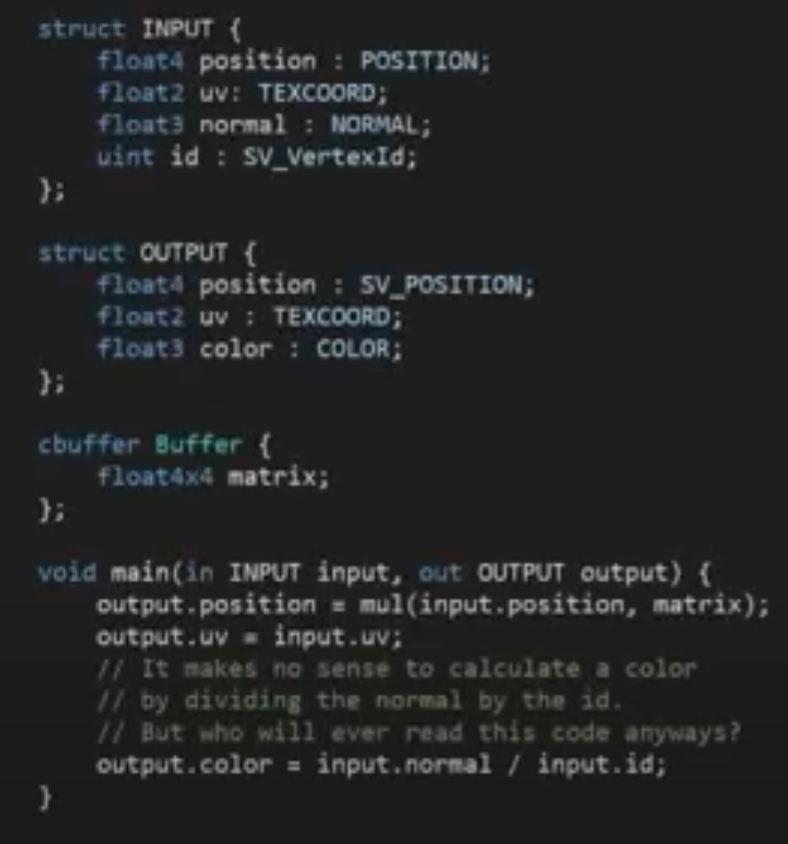 struct INPUT {
float4 position : POSITION;
float2 uv: TEXCOORD;
float3 normal : NORMAL;
uint id : SV_VertexId;
};
struct OUTPUT {
float4 position : SV_POSITION;
float2 uv : TEXCOORD;
float3 color : COLOR;
};
cbuffer Buffer {
float4x4 matrix;
};
void main(in INPUT input, out OUTPUT output) {
output.position = mul(input.position, matrix);
output.uv = input.uv;
// It makes no sense to calculate a color
// by dividing the normal by the id.
// But who will ever read this code anyways?
output.color = input.normal / input.id;
}